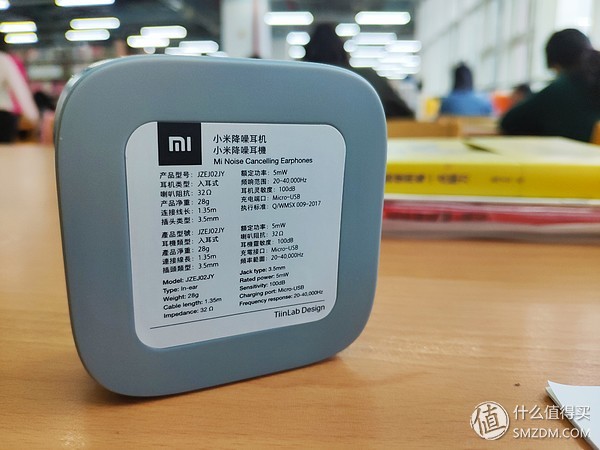 mi
小米降噪耳机
小米降噪耳機
Mi Noise Cancelling Earphones
产品型号: JZEJ02JY
耳机类型: 入耳式
喇叭阻抗: 32Ω
产品净重: 28g
连接线长: 1.35m
插头类型: 3.5mm
额定功率: 5mW
频响范围: 20-40,000Hz
耳机灵敏度: 100dB
充电端口: Micro-USB
执行标准: Q/WMSX 009-2017
產品型號: JZEJ02JY
耳機類型: 入耳式
產品淨重: 28g
連接線長: 1.35m
插頭類型: 3.5mm
額定功率: 5mW
喇叭阻抗: 32Ω
耳機靈敏度: 100dB
充電接口: Micro-USB
頻率範圍: 20-40,000Hz
Model: JZEJ02JY
Type: In-ear
Weight: 28g
Cable length: 1.35m
Impedance: 32 Ω
Jack type: 3.5mm
Rated power: 5mW
Sensitivity: 100dB
Charging port: Micro-USB
Frequency response: 20-40,000Hz
TiinLab Design
值 什么值得买
SMZDM.COM